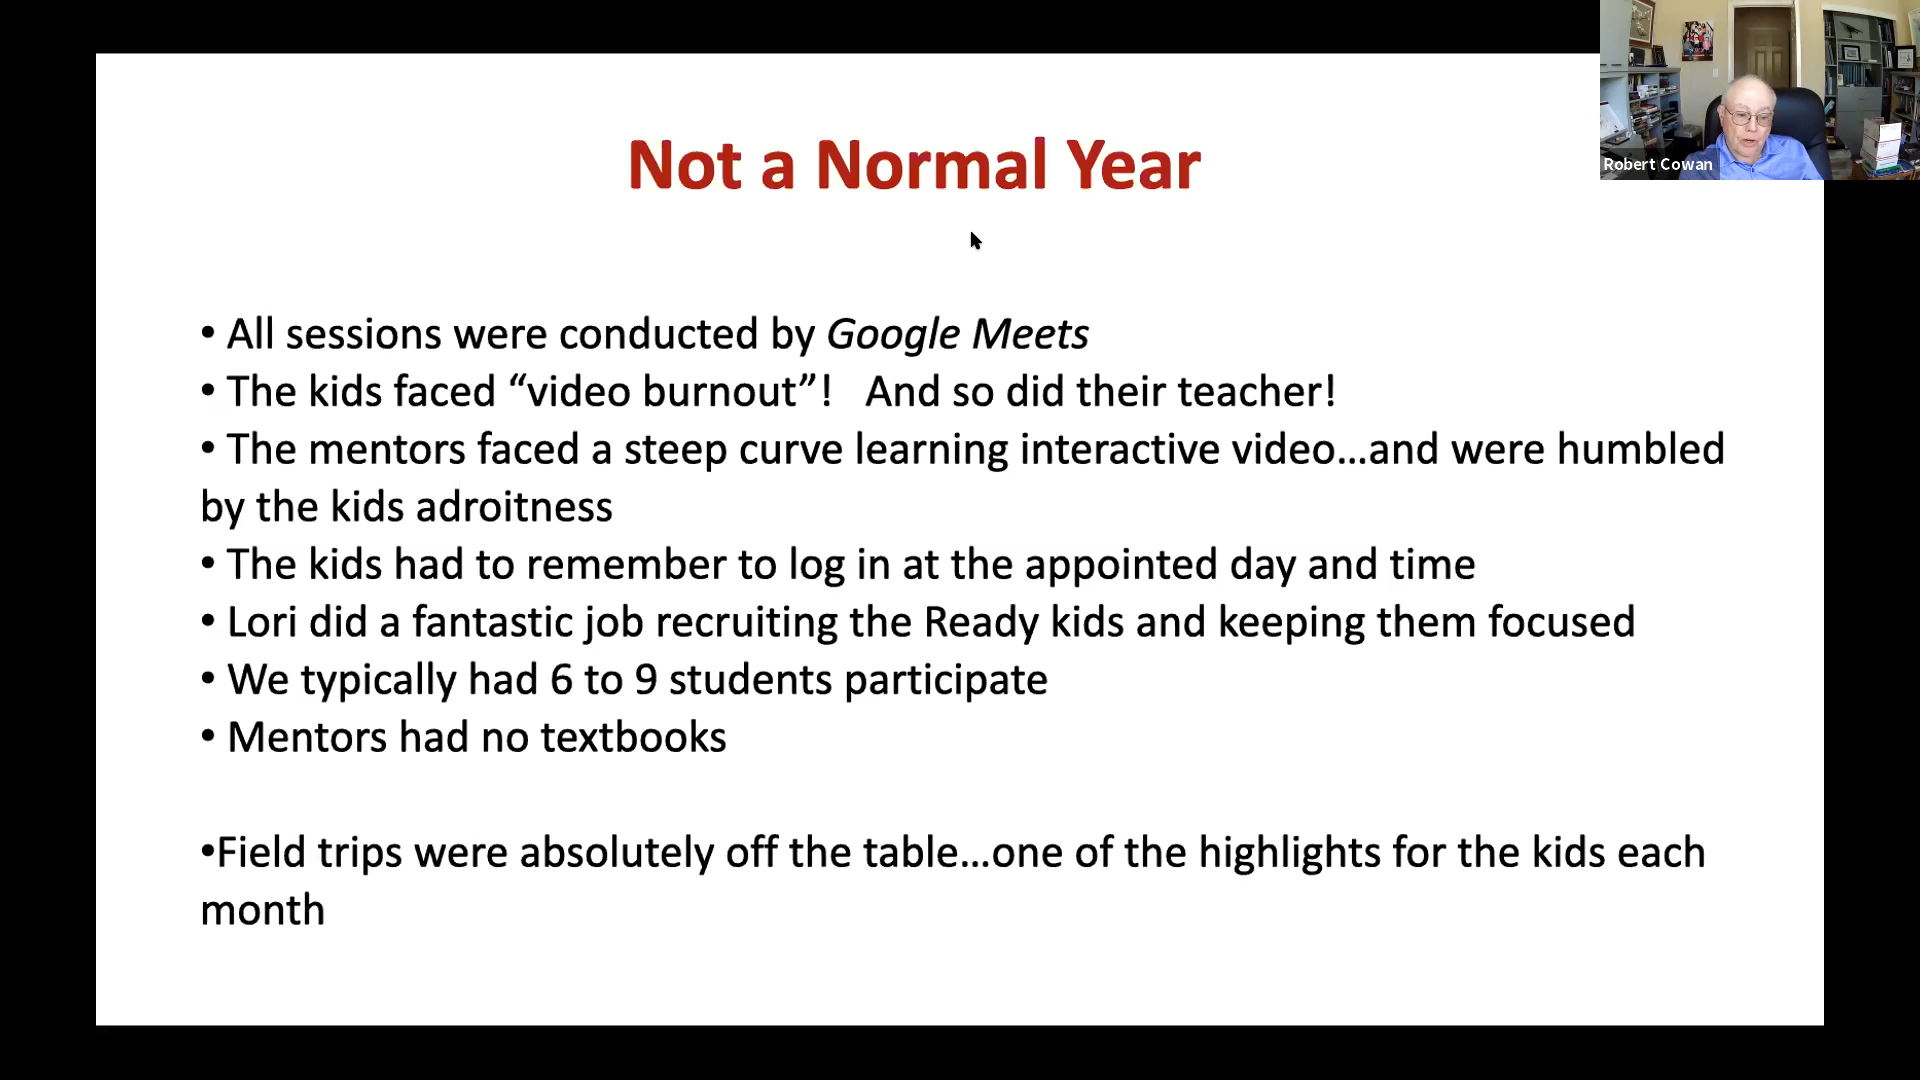 Not a Normal Year
Robert Cowan
• All sessions were conducted by Google Meets
• The kids faced “video burnout”!   And so did their teacher!
• The mentors faced a steep curve learning interactive video…and were humbled
by the kids adroitness
• The kids had to remember to log in at the appointed day and time
• Lori did a fantastic job recruiting the Ready kids and keeping them focused
• We typically had 6 to 9 students participate
• Mentors had no textbooks
•Field trips were absolutely off the table…one of the highlights for the kids each
month